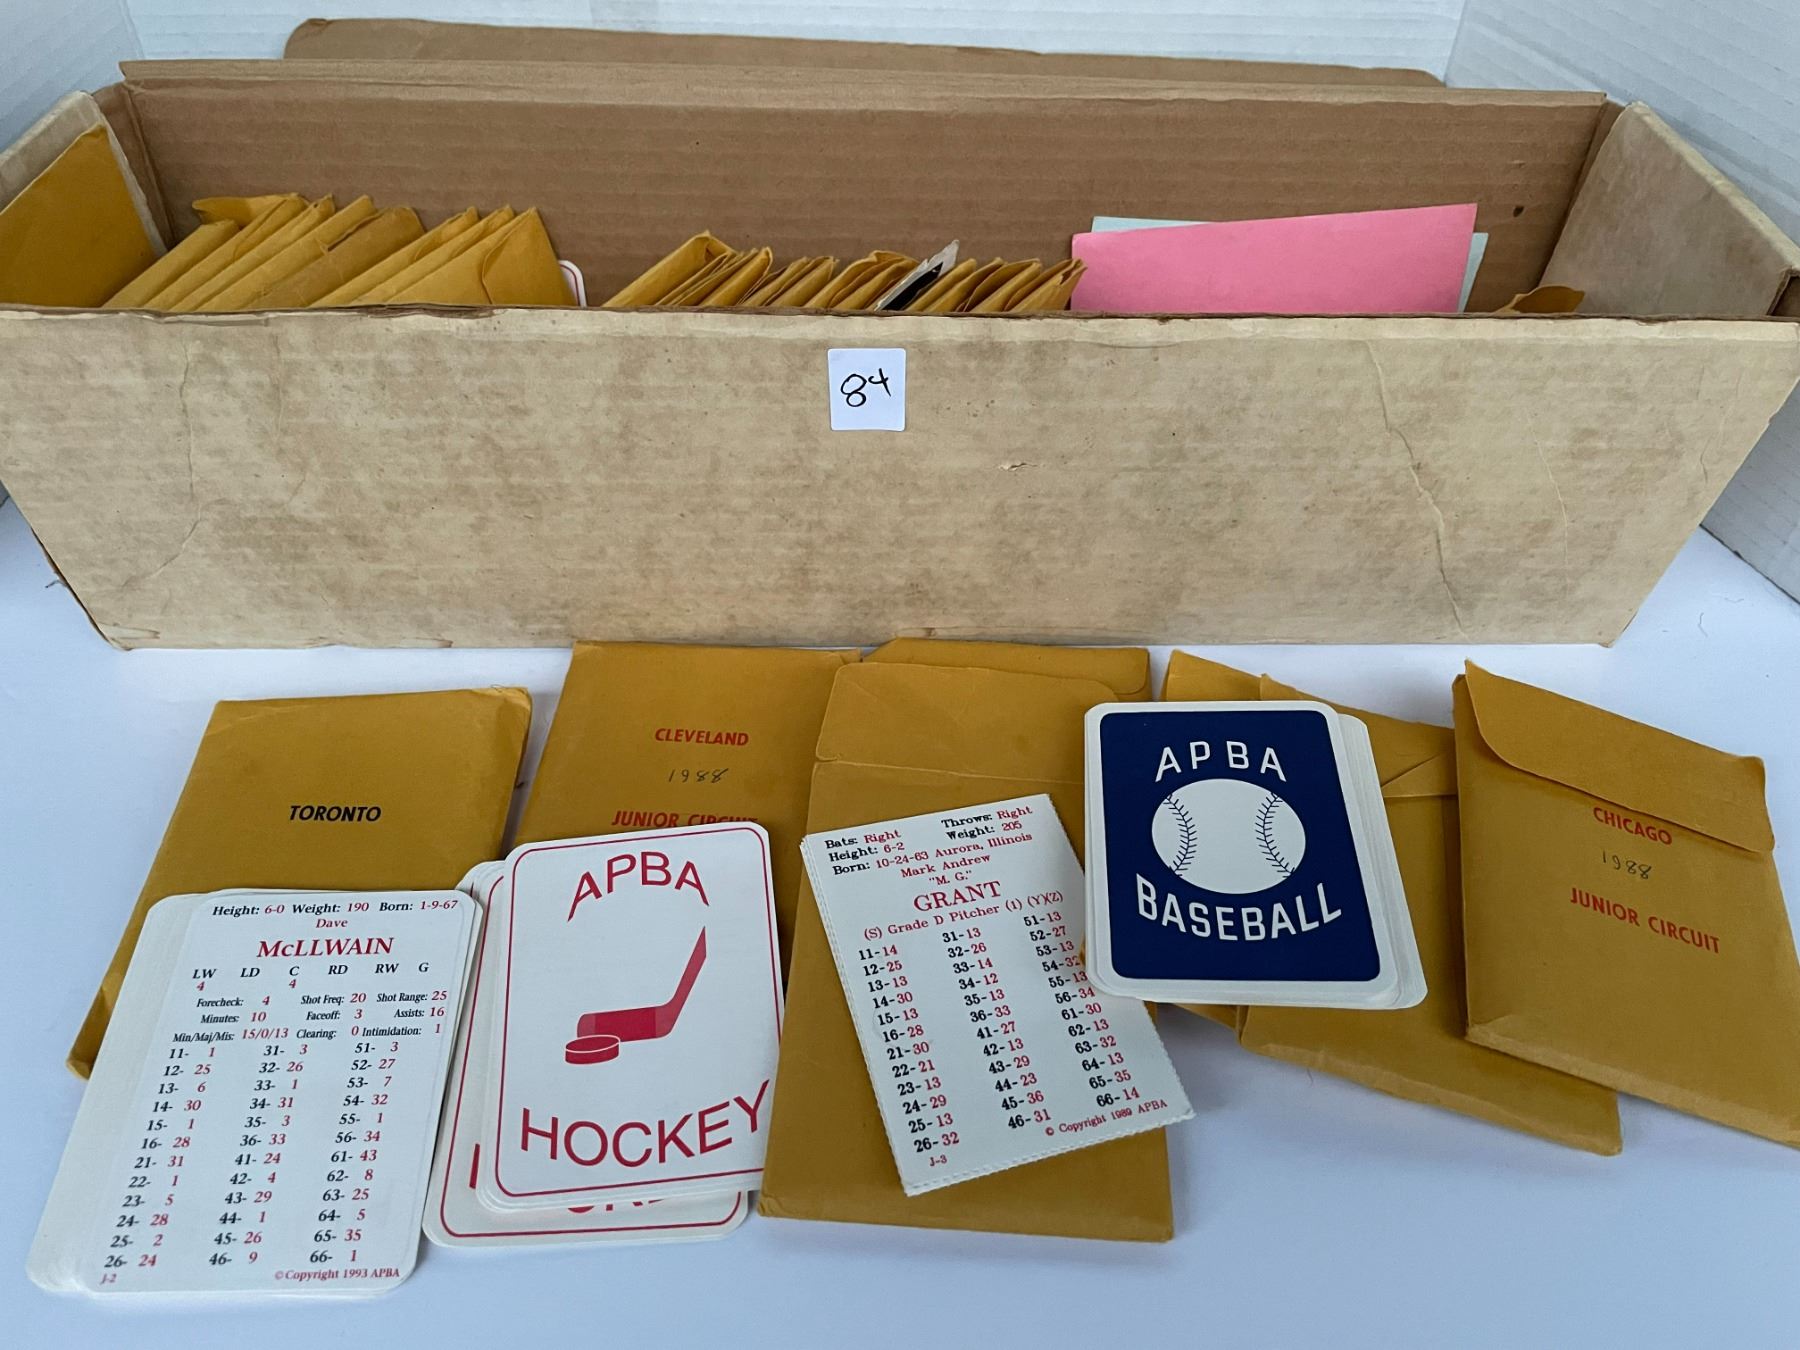 84
TORONTO
CLEVELAND
1988
JUNIOR CIRCUIT
CHICAGO
1988
JUNIOR CIRCUIT
Height: 6-0 Weight: 190 Born: 1-9-67
Dave
McLLWAIN
LW LD C RD RW G
4 4
Forecheck: 4 Shot Freq: 20 Shot Range: 25
Minutes: 10 Faceoff: 3 Assists: 16
Min/Maj/Mis: 15/0/13 Clearing: 0 Intimidation: 1
11- 1 31- 3 51- 3
12- 25 32- 26 52- 27
13- 6 33- 1 53- 7
14- 30 34- 31 54- 32
15- 1 35- 3 55- 1
16- 28 36- 33 56- 34
21- 31 41- 24 61- 43
22- 1 42- 4 62- 8
23- 5 43- 29 63- 25
24- 28 44- 1 64- 5
25- 2 45- 26 65- 35
26- 24 46- 9 66- 1
J-2 © Copyright 1993 APBA
APBA
HOCKEY
Bats: Right Throws: Right
Height: 6-2 Weight: 205
Born: 10-24-63 Aurora, Illinois
Mark Andrew
"M. G."
GRANT
(S) Grade D Pitcher (1) (Y)(Z)
11-14 31-13 51-13
12-25 32-26 52-27
13-13 33-14 53-13
14-30 34-12 54-32
15-13 35-13 55-13
16-28 36-33 56-34
21-30 41-27 61-30
22-21 42-13 62-13
23-13 43-29 63-32
24-29 44-23 64-13
25-13 45-36 65-35
26-32 46-31 66-14
J-3 © Copyright 1989 APBA
APBA
BASEBALL